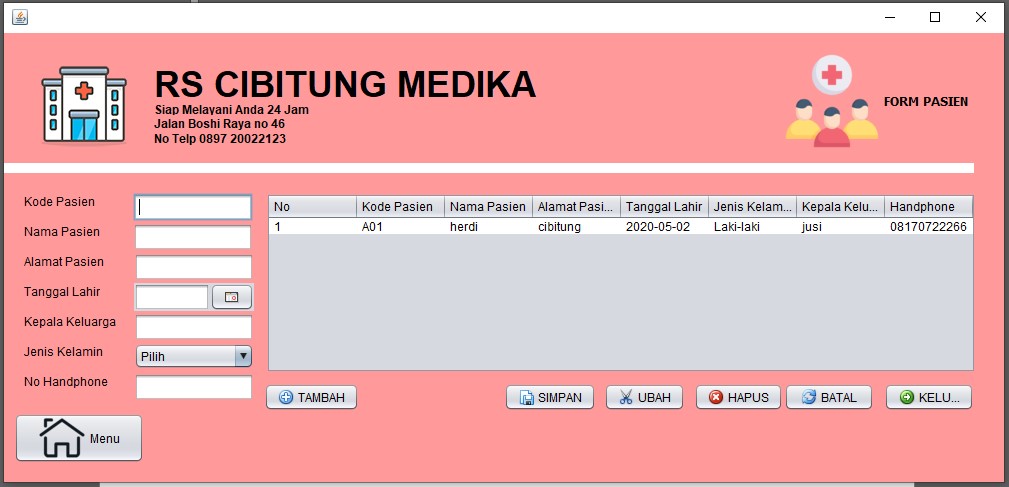 RS CIBITUNG MEDIKA
Siap Melayani Anda 24 Jam
Jalan Boshi Raya no 46
No Telp 0897 20022123
FORM PASIEN
Kode Pasien
Nama Pasien
Alamat Pasien
Tanggal Lahir
Kepala Keluarga
Jenis Kelamin Pilih
No Handphone
No Kode Pasien Nama Pasien Alamat Pasi... Tanggal Lahir Jenis Kelam... Kepala Kelu... Handphone
1 A01 herdi cibitung 2020-05-02 Laki-laki jusi 08170722266
TAMBAH SIMPAN UBAH HAPUS BATAL KELU...
Menu